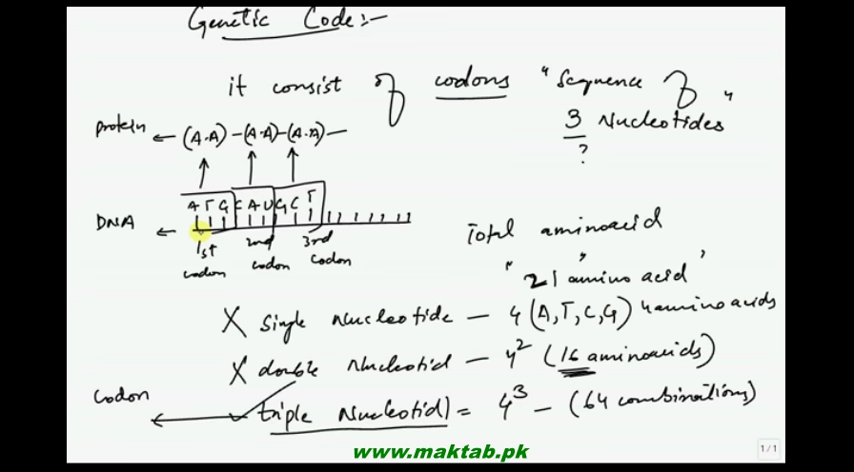 Genetic Code:-
it consist of codons "Sequence of
3 Nucleotides"
?
Protein ← (A.A) - (A.A) - (A.A) -
DNA ← A T G C A U G C T
1st codon 2nd codon 3rd codon
Total aminoacid
"21 amino acid"
X Single Nucleotide — 4 (A, T, C, G) 4 amino acids
X double Nucleotid — 4² (16 aminoacids)
codon ← ✓ triple Nucleotid = 4³ — (64 combinations)
www.maktab.pk
1/1